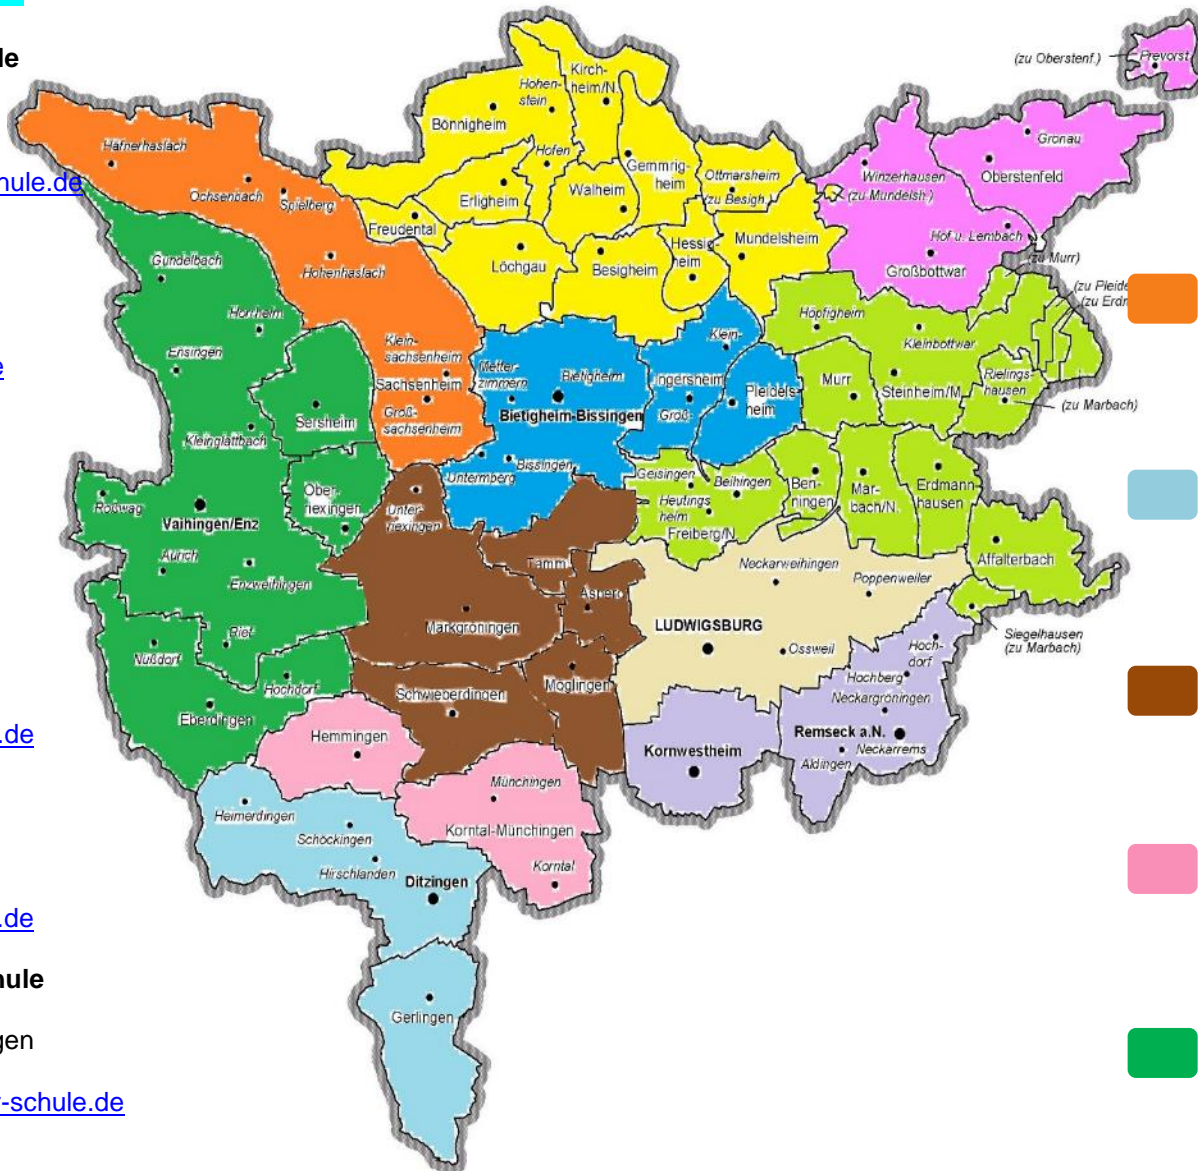 le
hule.de
e
.de
.de
hule
gen
r-schule.de
(zu Oberstenf.)
Prevorst
Kirch-
heim/N.
Hohen-
stein
Bönnigheim
Gronau
Häfnerhaslach
Hofen
Gemmrig-
heim
Ottmarsheim
(zu Besigh.)
Winzerhausen
(zu Mundelsh.)
Oberstenfeld
Ochsenbach
Spielberg
Erligheim
Walheim
Freudental
Löchgau
Besigheim
Hessig-
heim
Mundelsheim
Hof u. Lembach
Großbottwar
(zu Murr)
Gündelbach
Hohenhaslach
(zu Pleide
(zu Erdm
Horrheim
Höpfigheim
Kleinbottwar
Ensingen
Klein-
sachsenheim
Sachsenheim
Groß-
sachsenheim
Metter-
zimmern
Bietigheim
Bietigheim-Bissingen
Klein-
Ingersheim
Groß-
Pleidels-
heim
Murr
Steinheim/M.
Rielings-
hausen
(zu Marbach)
Sersheim
Kleinglattbach
Untermberg
Bissingen
Geisingen
Beihingen
Heutings
heim
Freiberg/N.
Ben-
ningen
Mar-
bach/N.
Erdmann-
hausen
Roßwag
Vaihingen/Enz
Ober-
riexingen
Unter-
riexingen
Aurich
Enzweihingen
Tamm
Asperg
Neckarweihingen
Poppenweiler
Affalterbach
Markgröningen
LUDWIGSBURG
Ossweil
Siegelhausen
(zu Marbach)
Nußdorf
Riet
Hochdorf
Eberdingen
Schwieberdingen
Möglingen
Hoch-
dorf
Hochberg
Neckargröningen
Hemmingen
Kornwestheim
Remseck a.N.
Neckarrems
Aldingen
Münchingen
Heimerdingen
Schöckingen
Korntal-Münchingen
Hirschlanden
Ditzingen
Korntal
Gerlingen